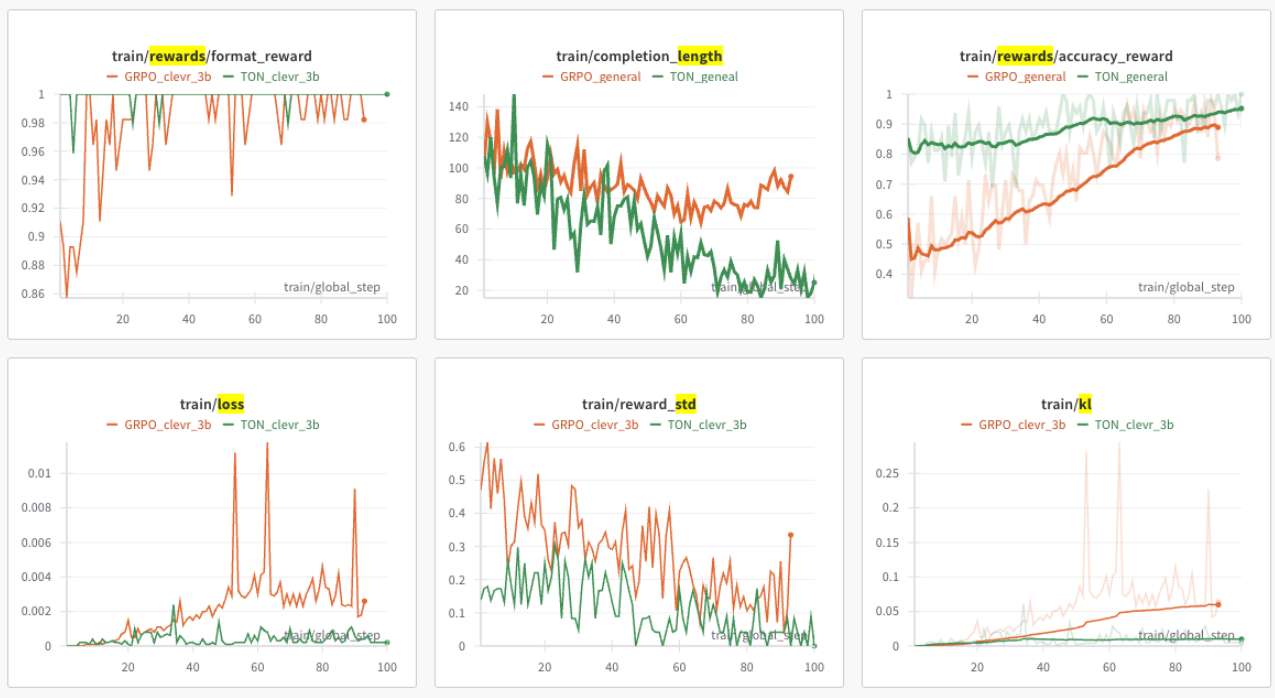 train/rewards/format_reward
GRPO_clevr_3b TON_clevr_3b
1
0.98
0.96
0.94
0.92
0.9
0.88
0.86
train/global_step
20 40 60 80 100
train/completion_length
GRPO_general TON_geneal
140
120
100
80
60
40
20
train/global_step
20 40 60 80 100
train/rewards/accuracy_reward
GRPO_general TON_general
1
0.9
0.8
0.7
0.6
0.5
0.4
train/global_step
20 40 60 80 100
train/loss
GRPO_clevr_3b TON_clevr_3b
0.01
0.008
0.006
0.004
0.002
0
train/global_step
20 40 60 80 100
train/reward_std
GRPO_clevr_3b TON_clevr_3b
0.6
0.5
0.4
0.3
0.2
0.1
0
train/global_step
20 40 60 80 100
train/kl
GRPO_clevr_3b TON_clevr_3b
0.25
0.2
0.15
0.1
0.05
0
train/global_step
20 40 60 80 100